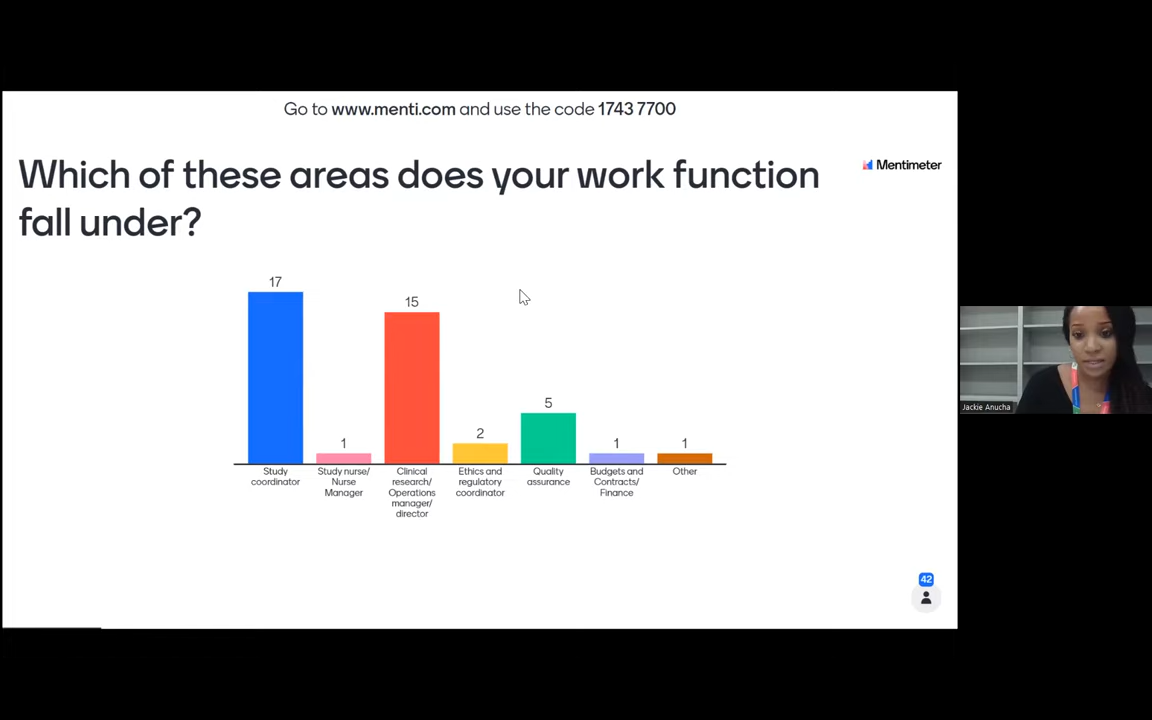 Go to www.menti.com and use the code 1743 7700
Which of these areas does your work function
fall under?
Mentimeter
17
1
15
2
5
1
1
Study
coordinator
Study nurse/
Nurse
Manager
Clinical
research/
Operations
manager/
director
Ethics and
regulatory
coordinator
Quality
assurance
Budgets and
Contracts/
Finance
Other
42
Jackie Anucha